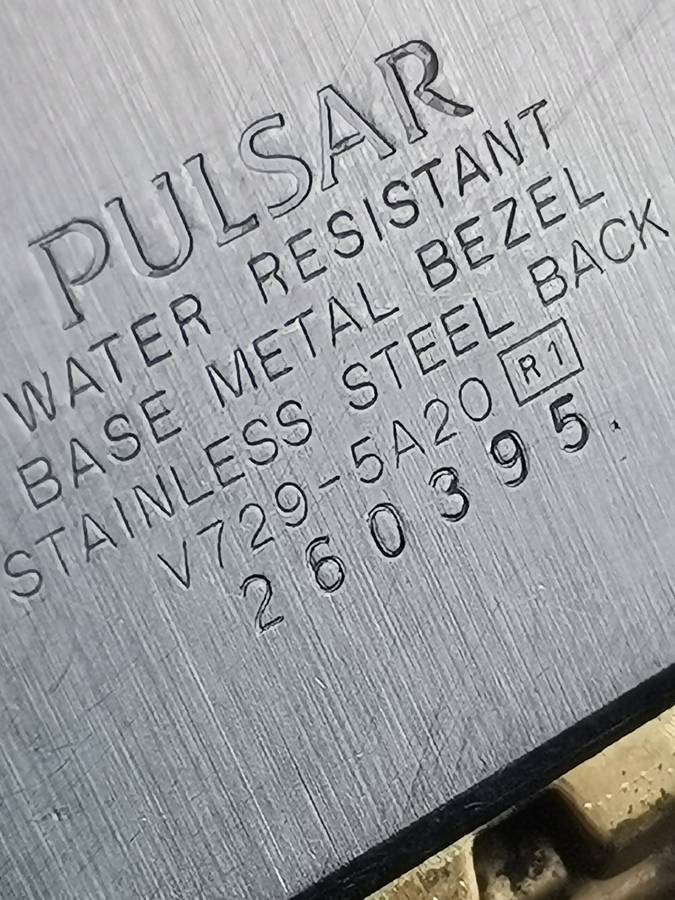 PULSAR
WATER RESISTANT
BASE METAL BEZEL
STAINLESS STEEL BACK
V729-5A20 R1
260395.